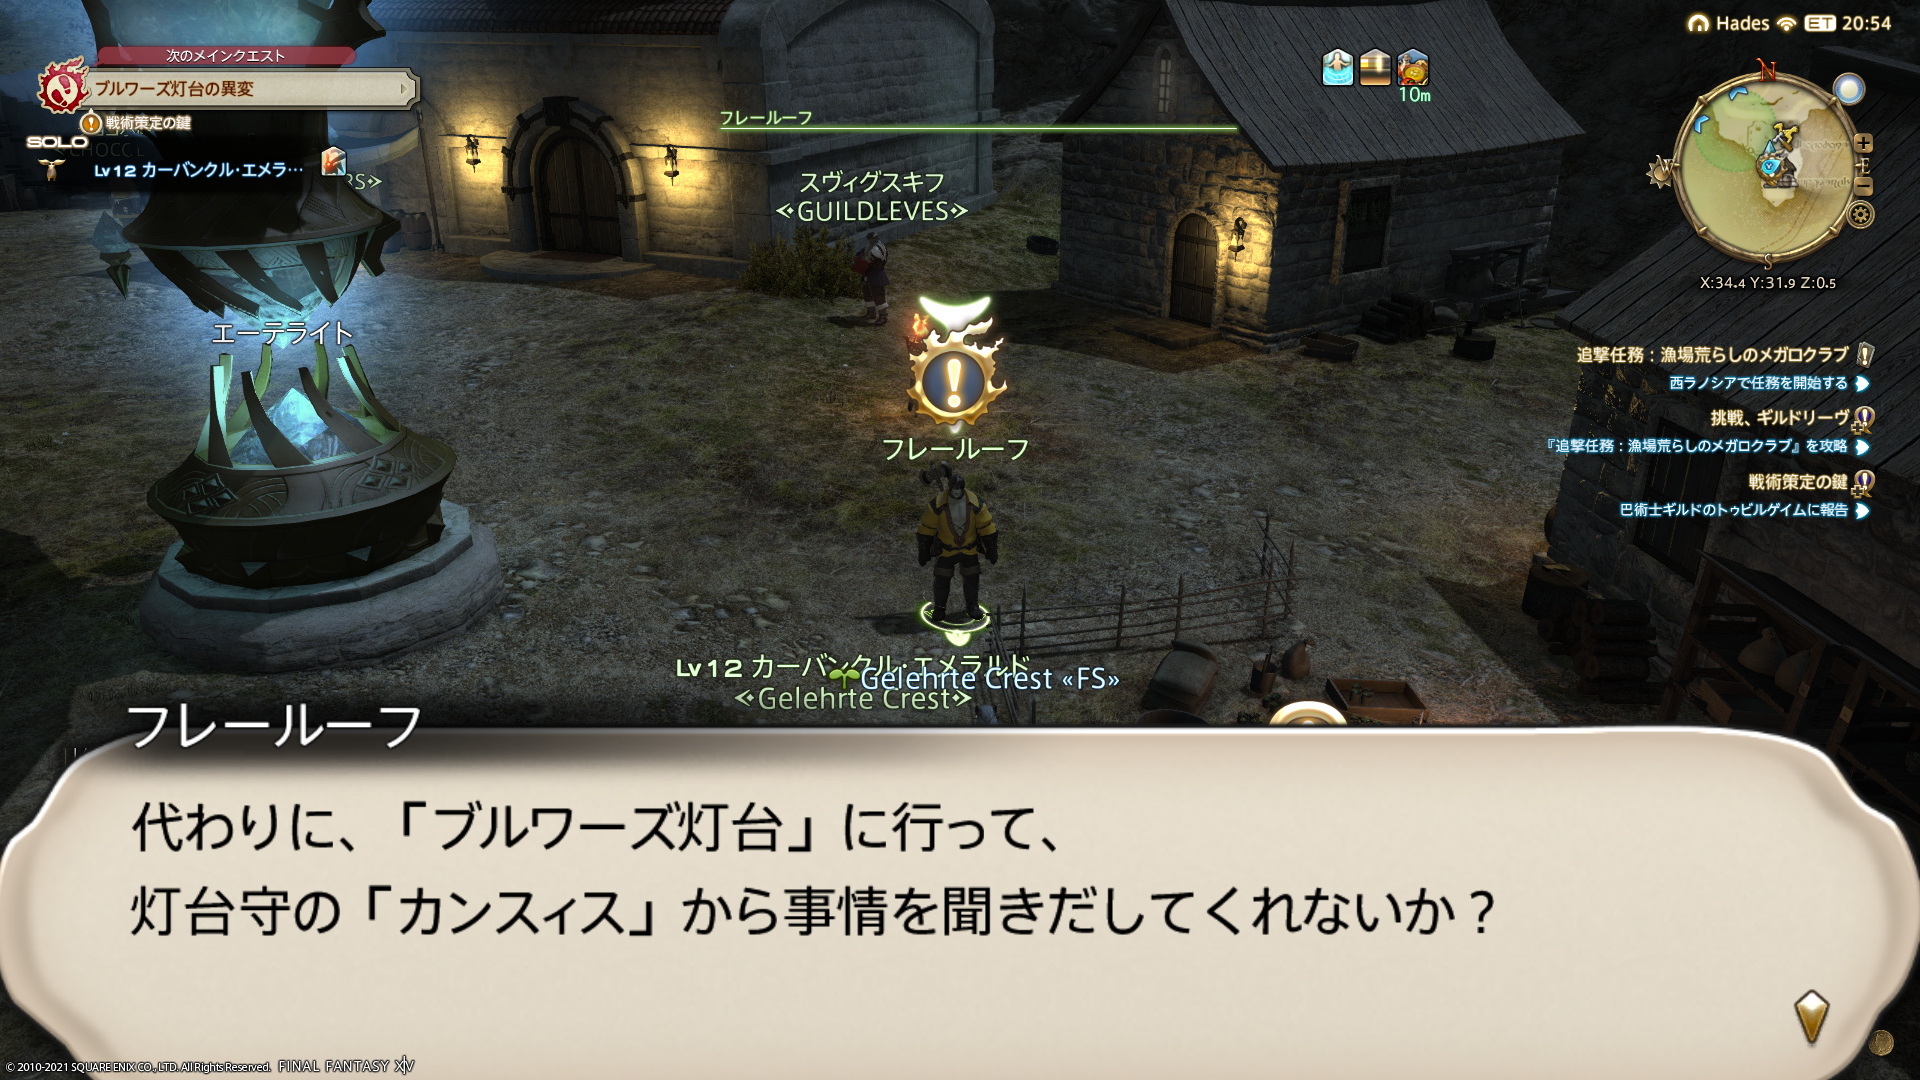 次のメインクエスト
ブルワーズ灯台の異変
戦術策定の鍵
SOLO
Lv12 カーバンクル・エメラ…
Hades ET 20:54
10m
N
E
S
X:34.4 Y:31.9 Z:0.5
追撃任務：漁場荒らしのメガロクラブ
西ラノシアで任務を開始する
挑戦、ギルドリーヴ
『追撃任務：漁場荒らしのメガロクラブ』を攻略
戦術策定の鍵
巴術士ギルドのトゥビルゲイムに報告
フレールーフ
スヴィグスキフ
GUILDLEVES
エーテライト
フレールーフ
Lv12 カーバンクル・エメラルド
Gelehrte Crest «FS»
Gelehrte Crest
フレールーフ
代わりに、「ブルワーズ灯台」に行って、
灯台守の「カンスィス」から事情を聞きだしてくれないか？
© 2010-2021 SQUARE ENIX CO., LTD. All Rights Reserved. FINAL FANTASY XIV